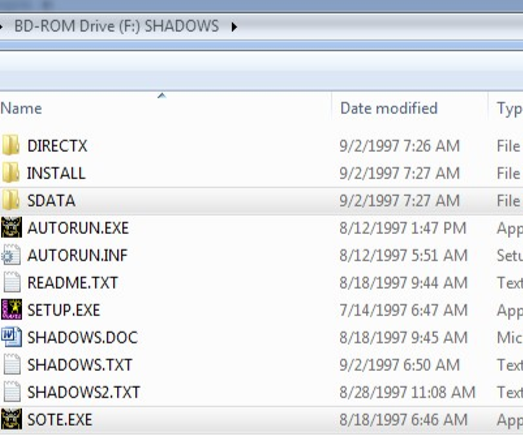 BD-ROM Drive (F:) SHADOWS
Name Date modified Typ
DIRECTX 9/2/1997 7:26 AM File
INSTALL 9/2/1997 7:27 AM File
SDATA 9/2/1997 7:27 AM File
AUTORUN.EXE 8/12/1997 1:47 PM App
AUTORUN.INF 8/12/1997 5:51 AM Setu
README.TXT 8/18/1997 9:44 AM Text
SETUP.EXE 7/14/1997 6:47 AM App
SHADOWS.DOC 8/18/1997 9:45 AM Mic
SHADOWS.TXT 9/2/1997 6:50 AM Text
SHADOWS2.TXT 8/28/1997 11:08 AM Text
SOTE.EXE 8/18/1997 6:46 AM App